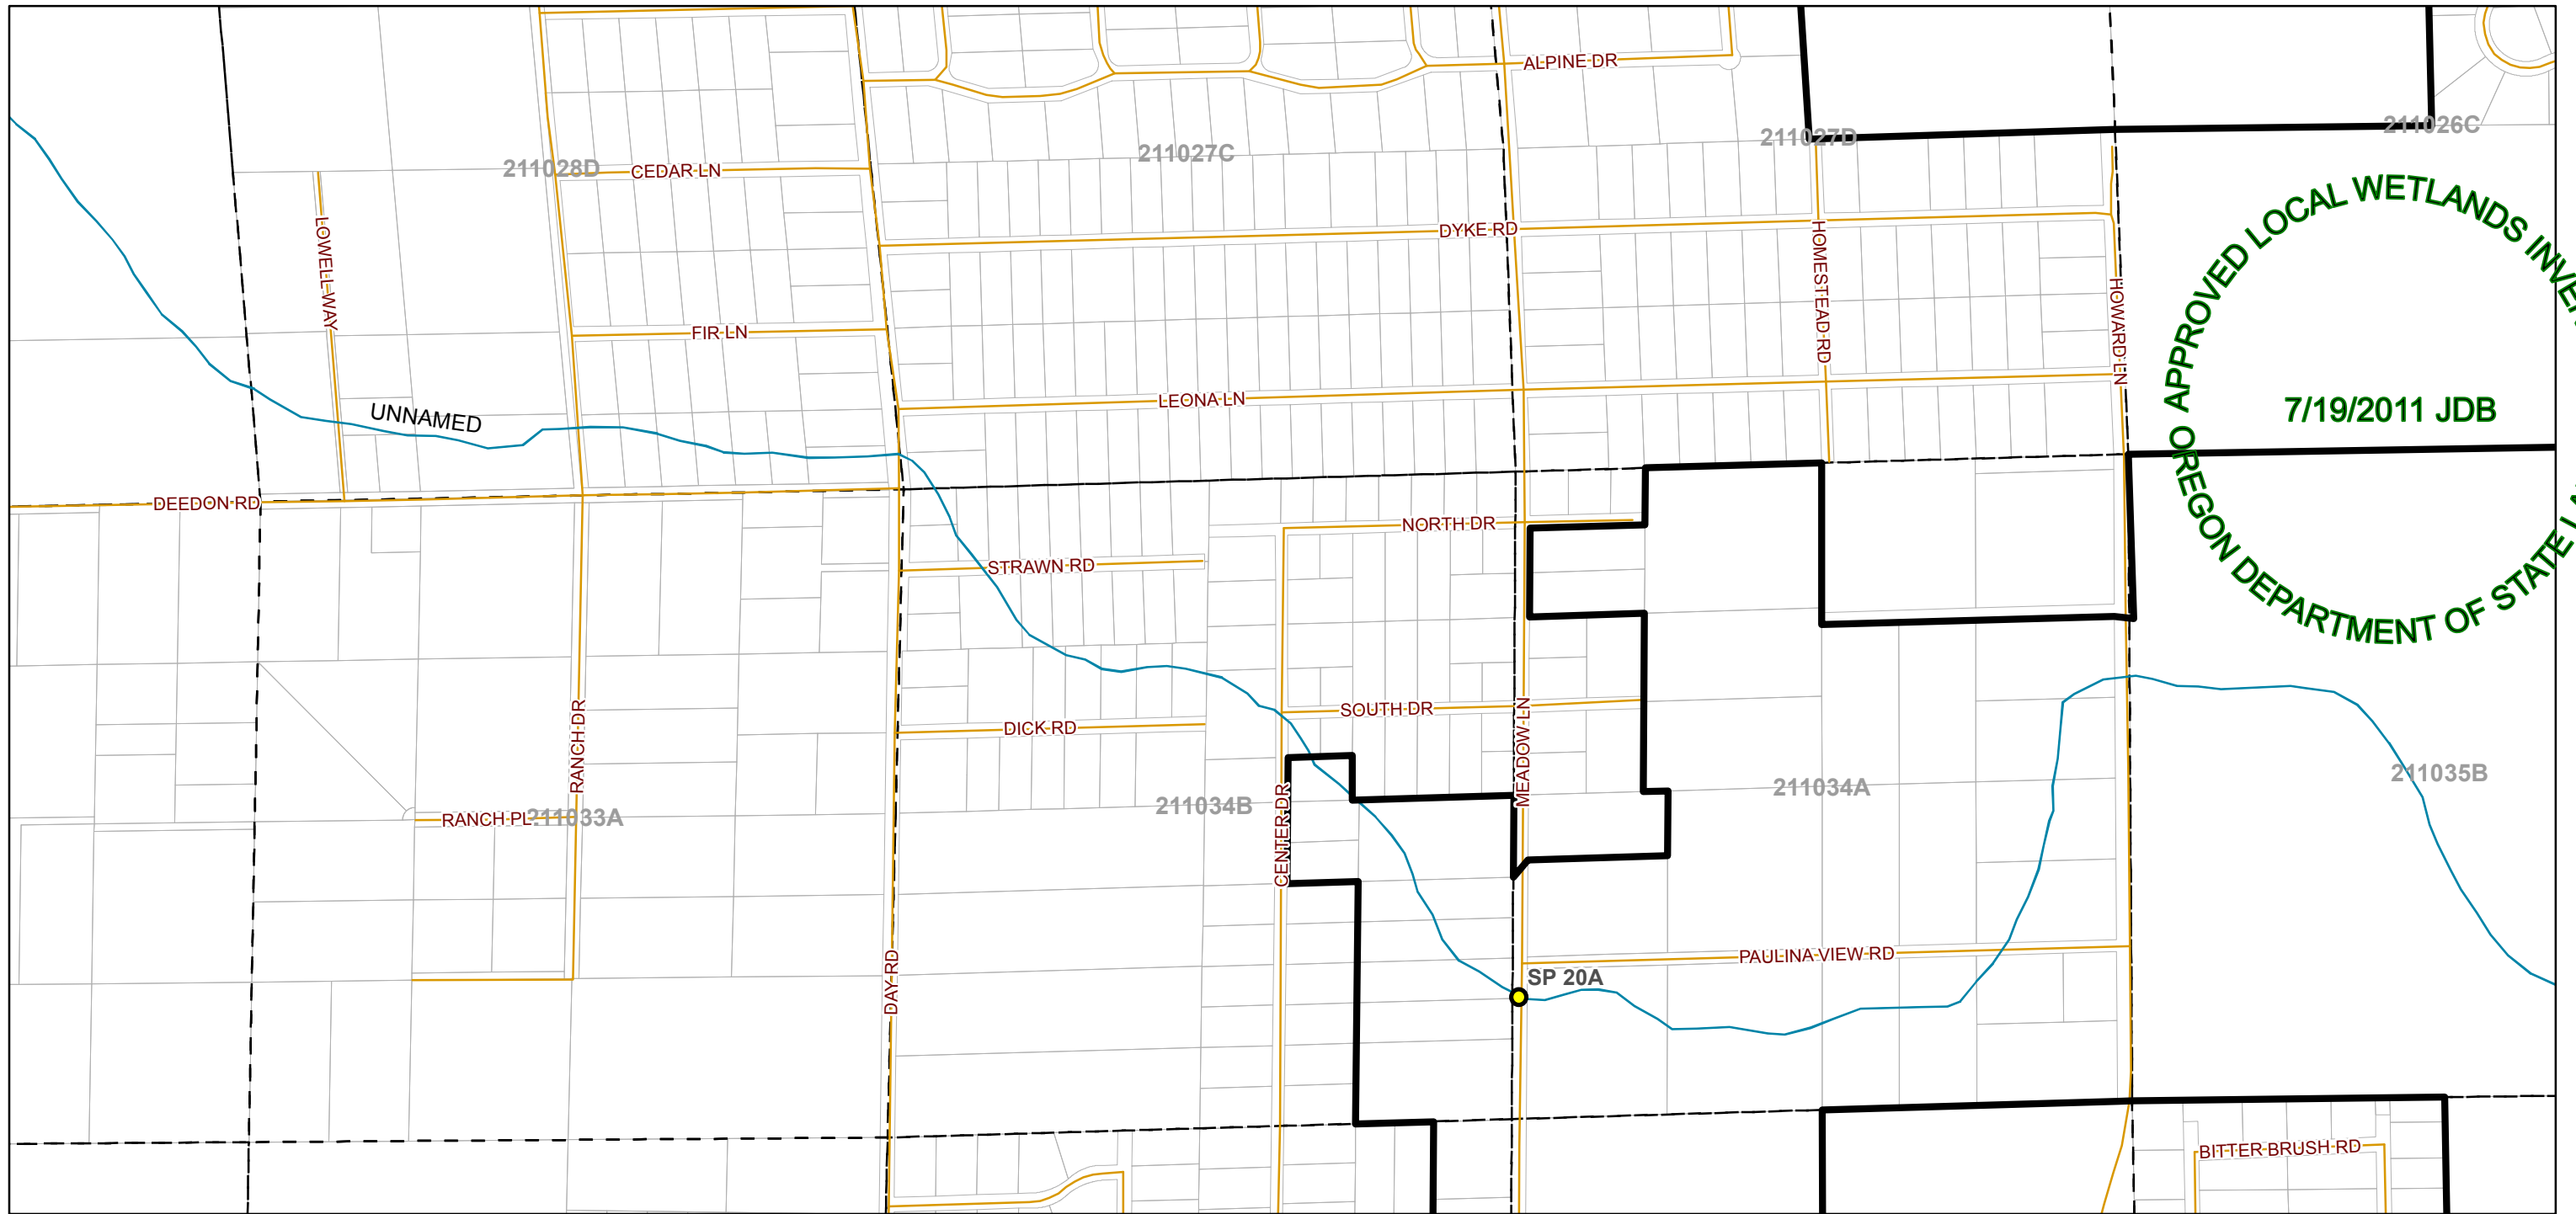 ALPINE DR
211026C
211027D
211027C
211028D
CEDAR LN
DYKE RD
LOWELL WAY
HOMESTEAD RD
HOWARD LN
FIR LN
LEONA LN
UNNAMED
DEEDON RD
APPROVED LOCAL WETLANDS
7/19/2011 JDB
OREGON DEPARTMENT OF STATE
NORTH DR
STRAWN RD
SOUTH DR
DICK RD
RANCH DR
MEADOW LN
211035B
211034A
211034B
CENTER DR
RANCH PL
211033A
PAULINA VIEW RD
SP 20A
DAY RD
BITTER BRUSH RD